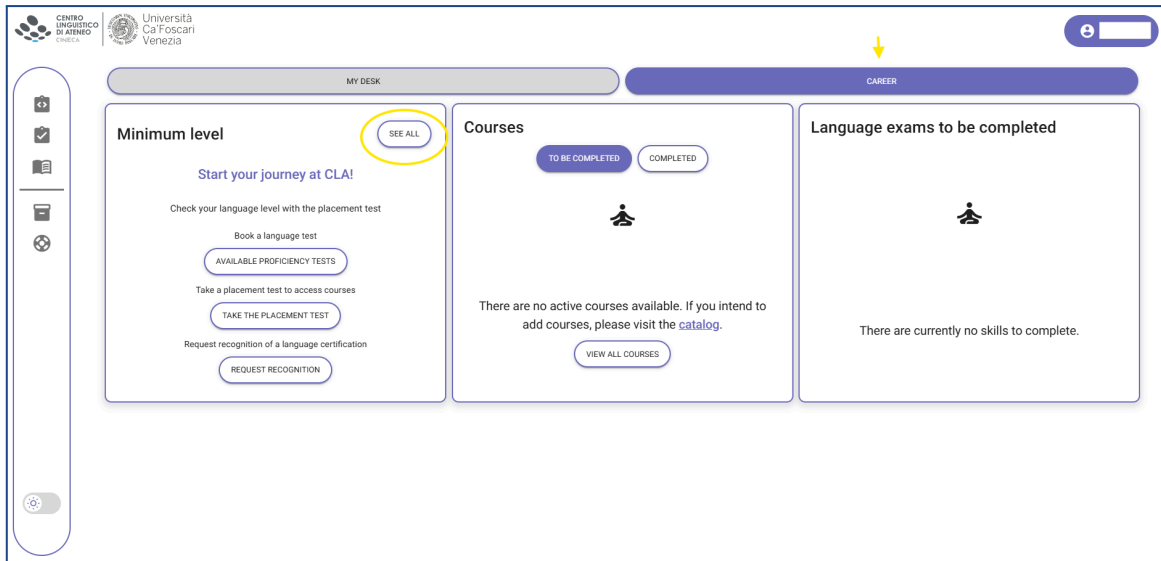 CENTRO
LINGUISTICO
DI ATENEO
CINECA
Università
Ca'Foscari
Venezia
MY DESK
CAREER
Minimum level
SEE ALL
Start your journey at CLA!
Check your language level with the placement test
Book a language test
AVAILABLE PROFICIENCY TESTS
Take a placement test to access courses
TAKE THE PLACEMENT TEST
Request recognition of a language certification
REQUEST RECOGNITION
Courses
TO BE COMPLETED
COMPLETED
There are no active courses available. If you intend to
add courses, please visit the catalog.
VIEW ALL COURSES
Language exams to be completed
There are currently no skills to complete.